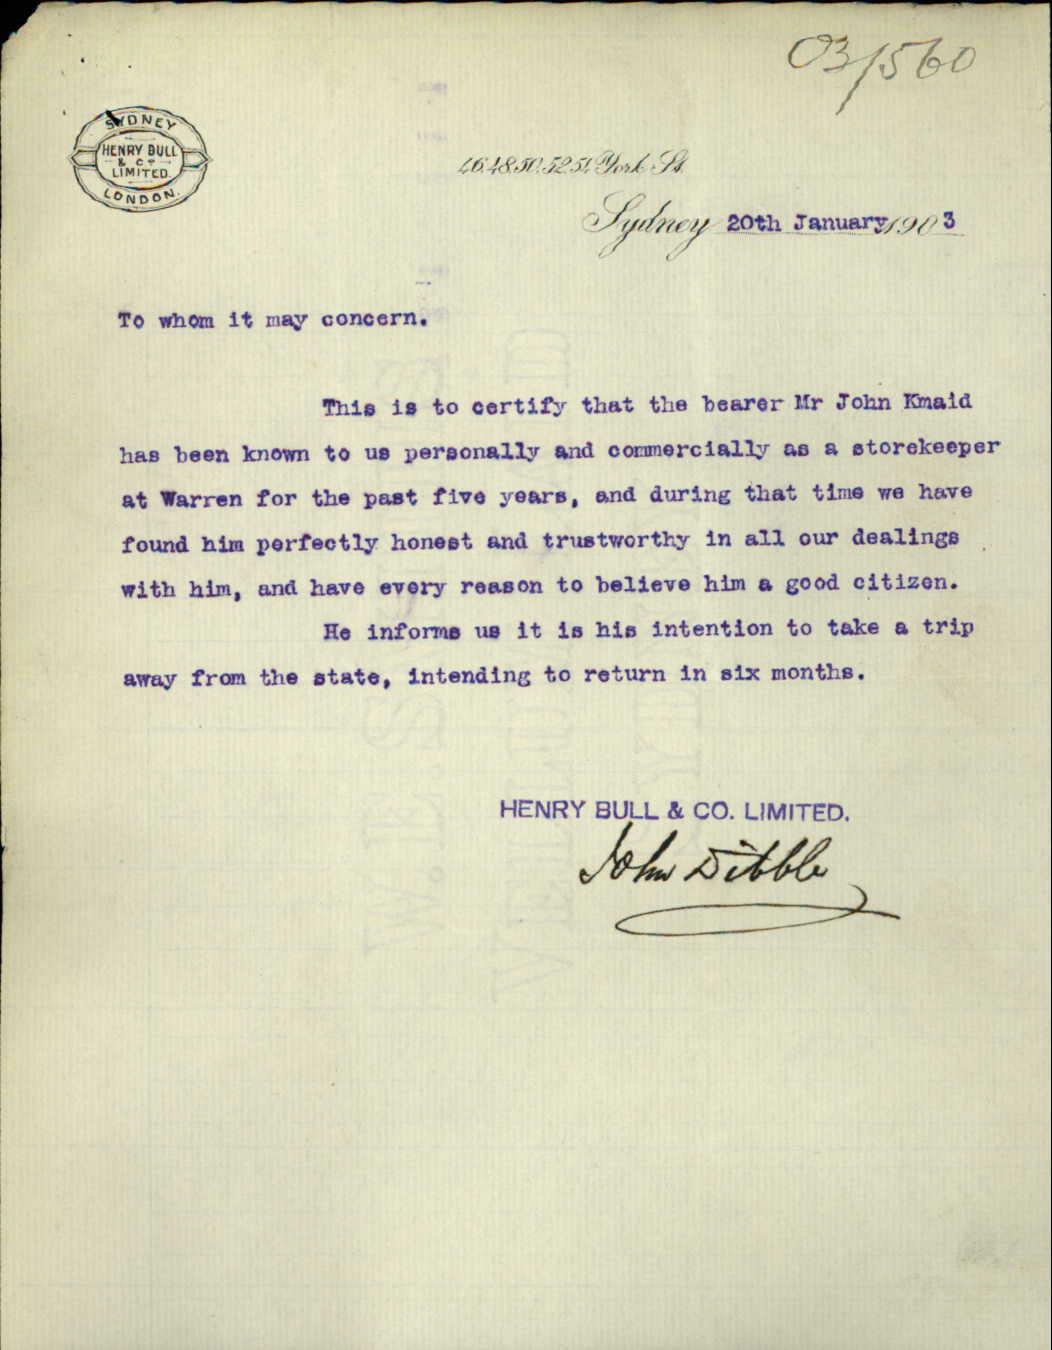 03/560
SYDNEY
HENRY BULL
& Co
LIMITED.
LONDON.
46.48.50.52.54. York St.
Sydney 20th January 1903
To whom it may concern.
This is to certify that the bearer Mr John Kmaid
has been known to us personally and commercially as a storekeeper
at Warren for the past five years, and during that time we have
found him perfectly honest and trustworthy in all our dealings
with him, and have every reason to believe him a good citizen.
He informs us it is his intention to take a trip
away from the state, intending to return in six months.
HENRY BULL & CO. LIMITED.
John Dibble